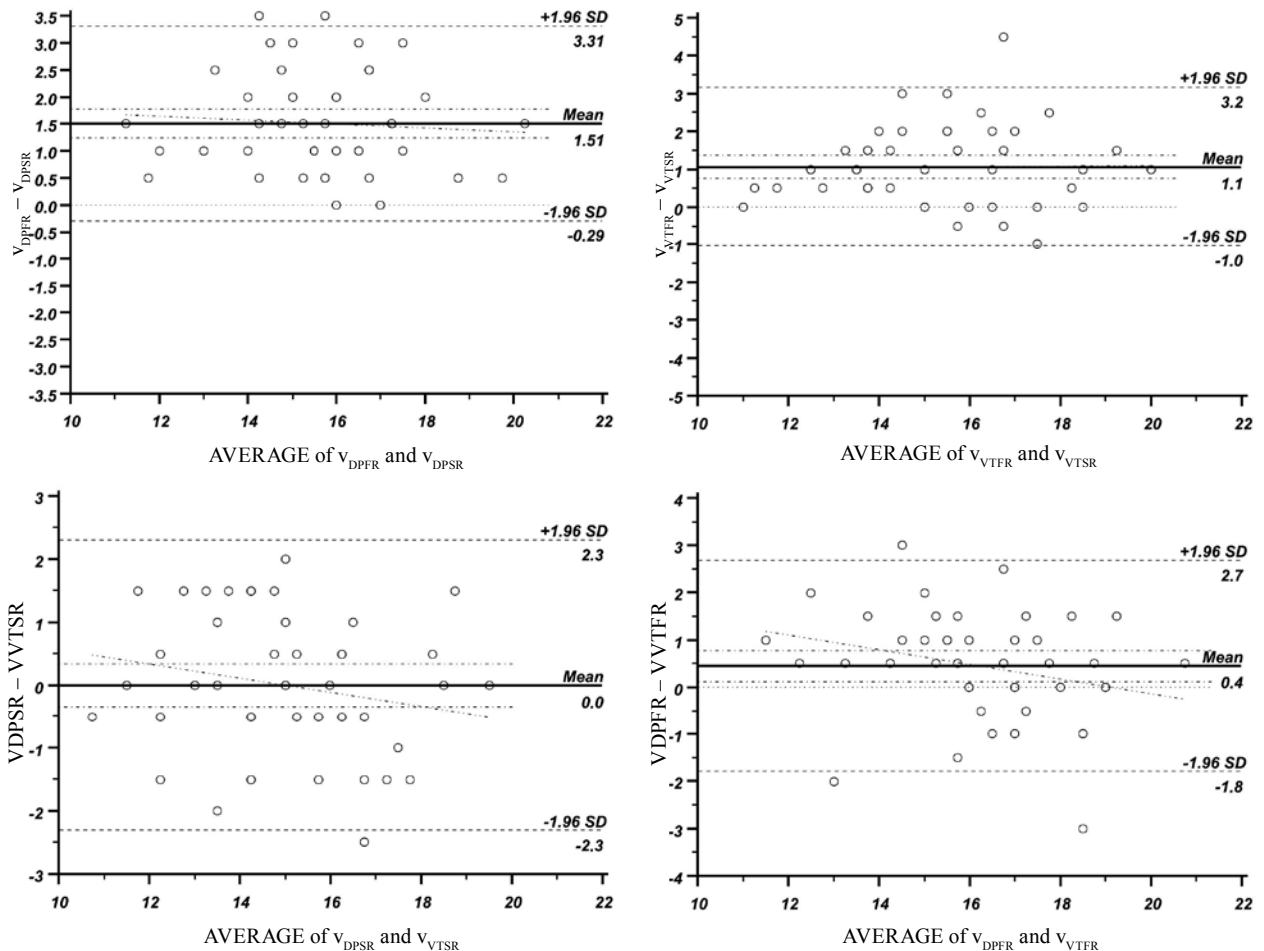 3.5
3.0
2.5
2.0
1.5
1.0
0.5
0.0
-0.5
-1.0
-1.5
-2.0
-2.5
-3.0
-3.5
v_DPFR – v_DPSR
+1.96 SD
3.31
Mean
1.51
-1.96 SD
-0.29
10 12 14 16 18 20 22
AVERAGE of v_DPFR and v_DPSR
5
4
3
2
1
0
-1
-2
-3
-4
-5
v_VTFR – v_VTSR
+1.96 SD
3.2
Mean
1.1
-1.96 SD
-1.0
10 12 14 16 18 20 22
AVERAGE of v_VTFR and v_VTSR
3
2
1
0
-1
-2
-3
VDPSR – VVTSR
+1.96 SD
2.3
Mean
0.0
-1.96 SD
-2.3
10 12 14 16 18 20 22
AVERAGE of v_DPSR and v_VTSR
4
3
2
1
0
-1
-2
-3
-4
VDPFR – VVTFR
+1.96 SD
2.7
Mean
0.4
-1.96 SD
-1.8
10 12 14 16 18 20 22
AVERAGE of v_DPFR and v_VTFR